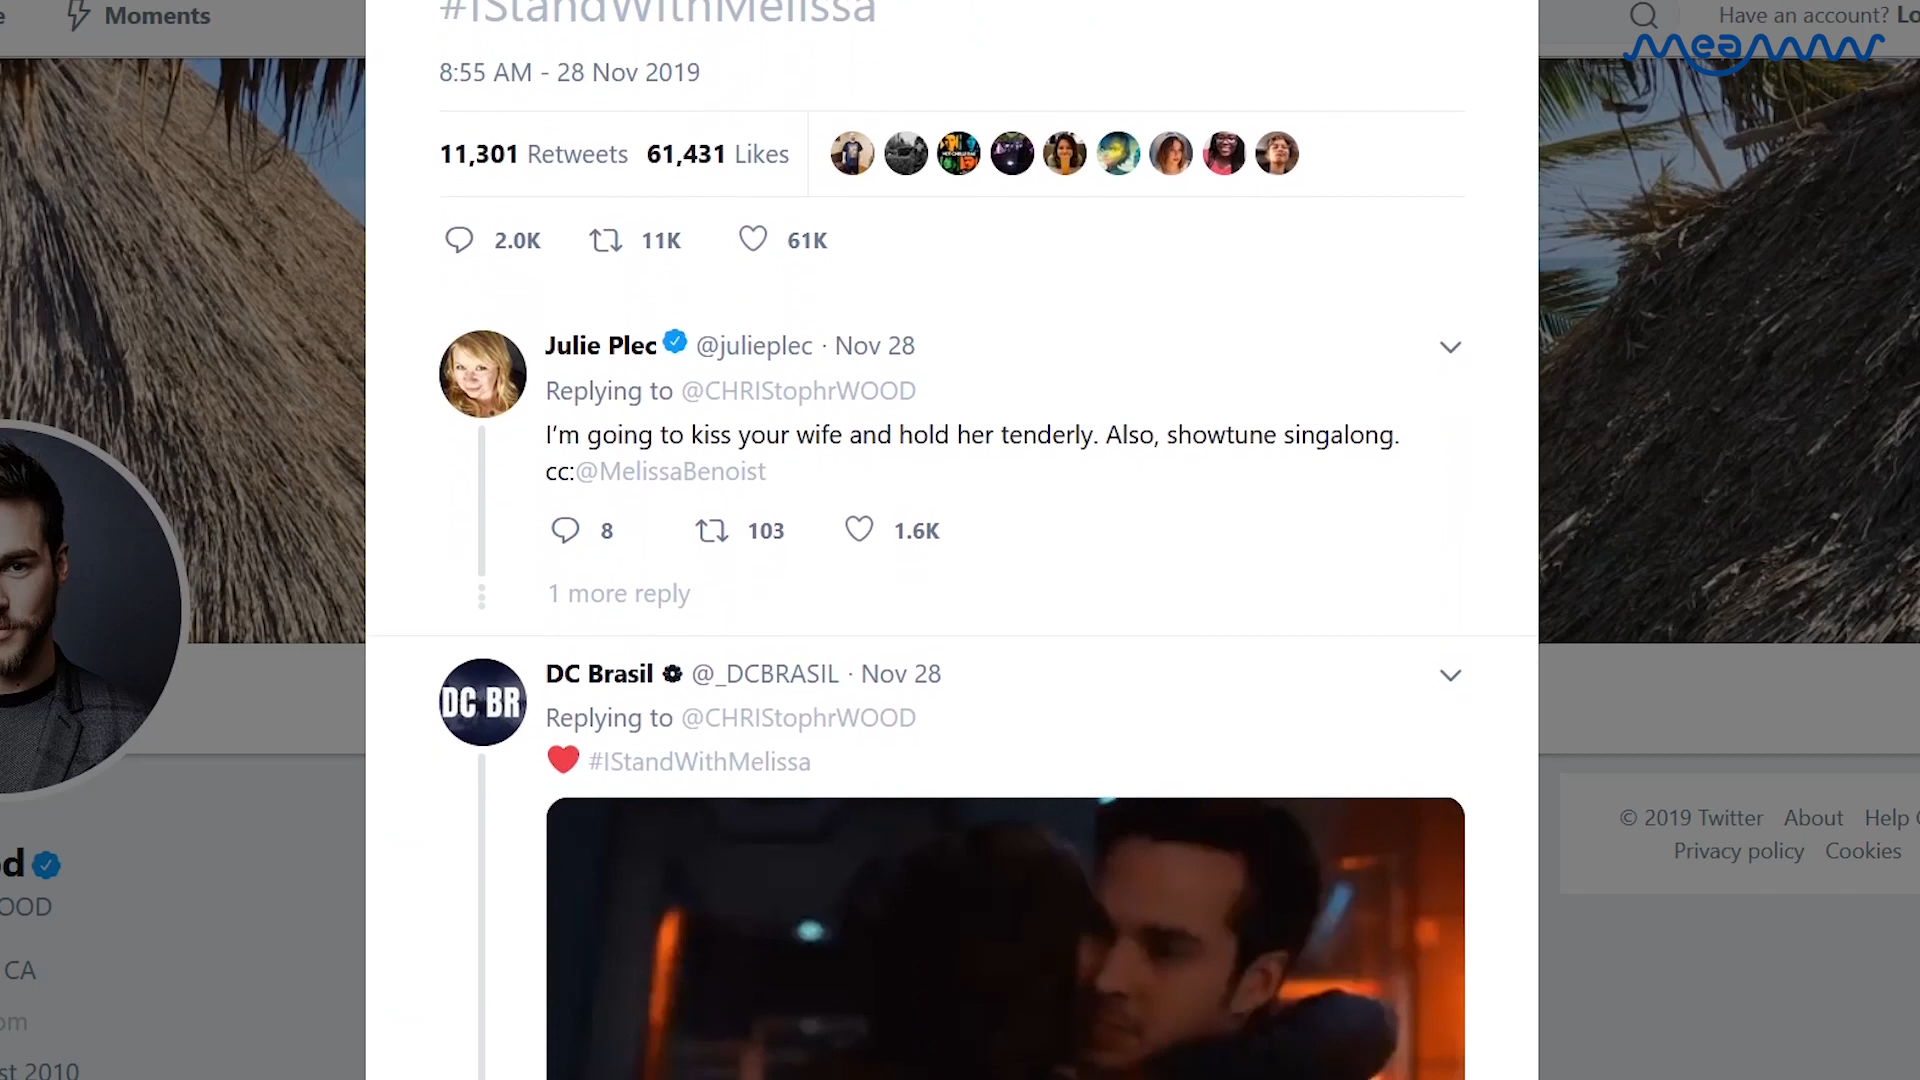 Moments
Have an account?
meaww
#IStandWithMelissa
8:55 AM - 28 Nov 2019
11,301 Retweets 61,431 Likes
2.0K 11K 61K
Julie Plec @julieplec · Nov 28
Replying to @CHRIStophrWOOD
I'm going to kiss your wife and hold her tenderly. Also, showtune singalong.
cc:@MelissaBenoist
8 103 1.6K
1 more reply
DC Brasil @_DCBRASIL · Nov 28
Replying to @CHRIStophrWOOD
#IStandWithMelissa
DC BR
od
OOD
CA
om
st 2010
© 2019 Twitter About Help
Privacy policy Cookies